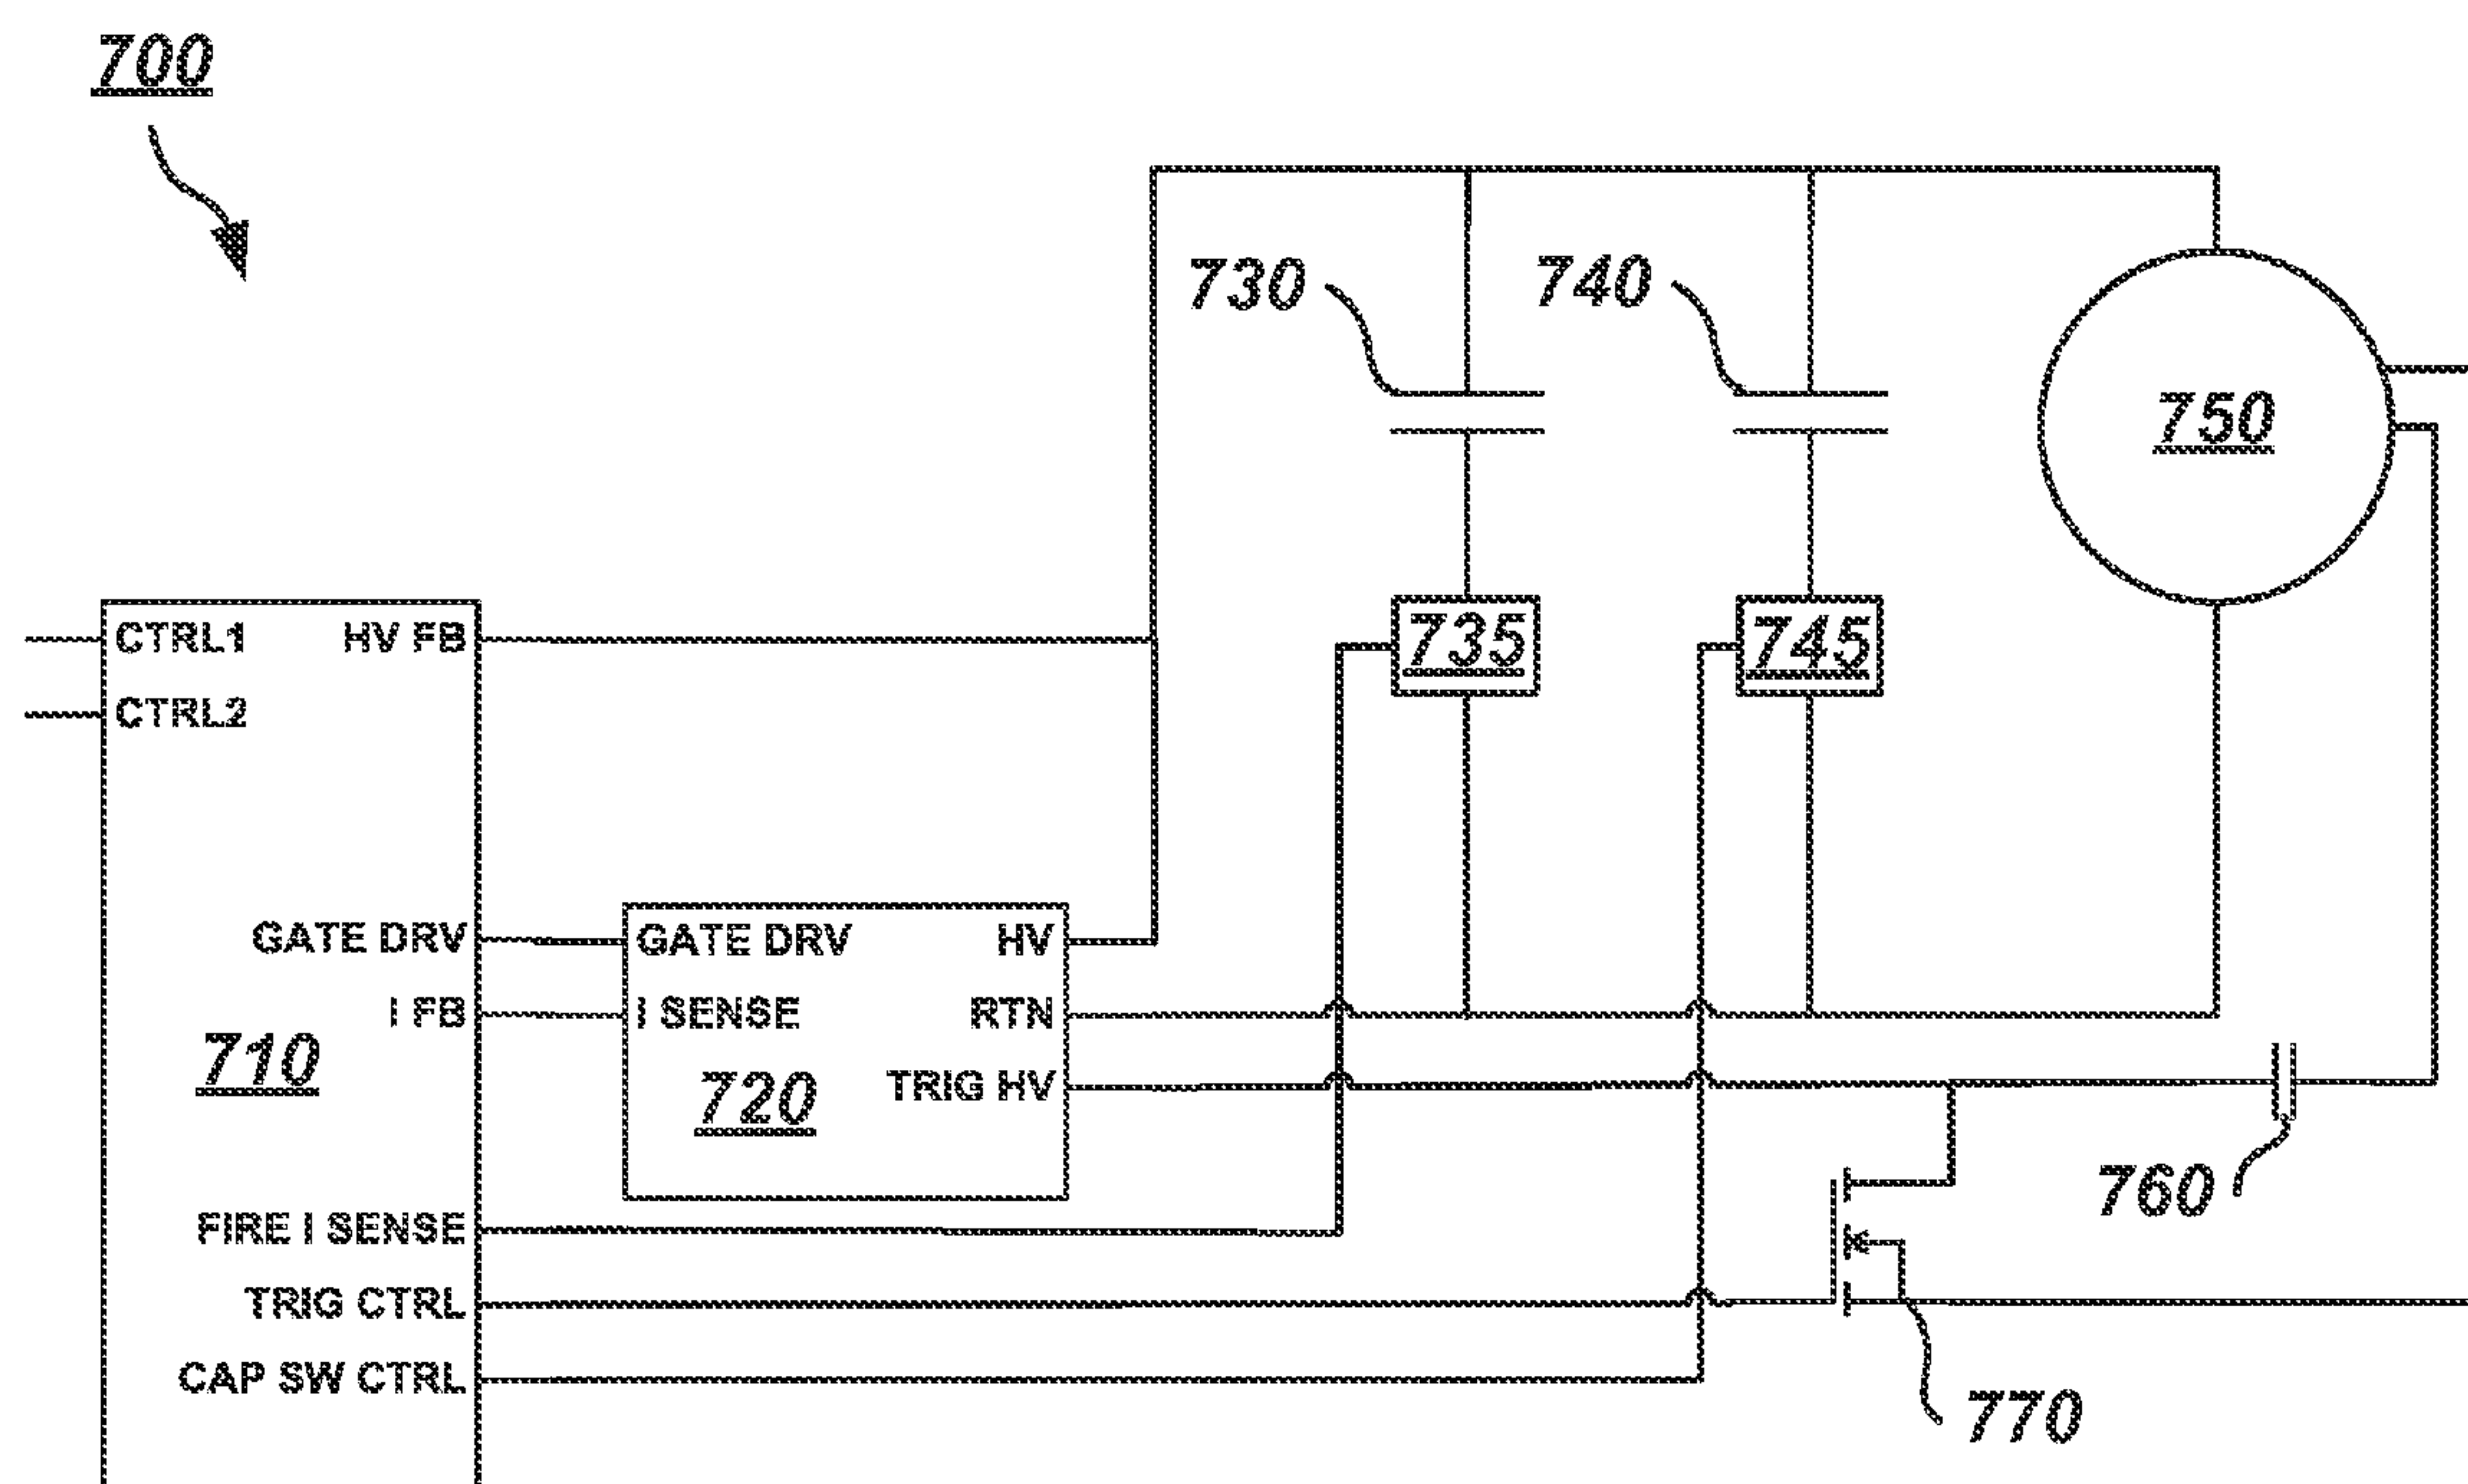 700
730
740
750
735
745
CTRL1
HV FB
CTRL2
GATE DRV
GATE DRV
HV
I FB
I SENSE
RTN
710
720
TRIG HV
760
FIRE I SENSE
TRIG CTRL
CAP SW CTRL
770